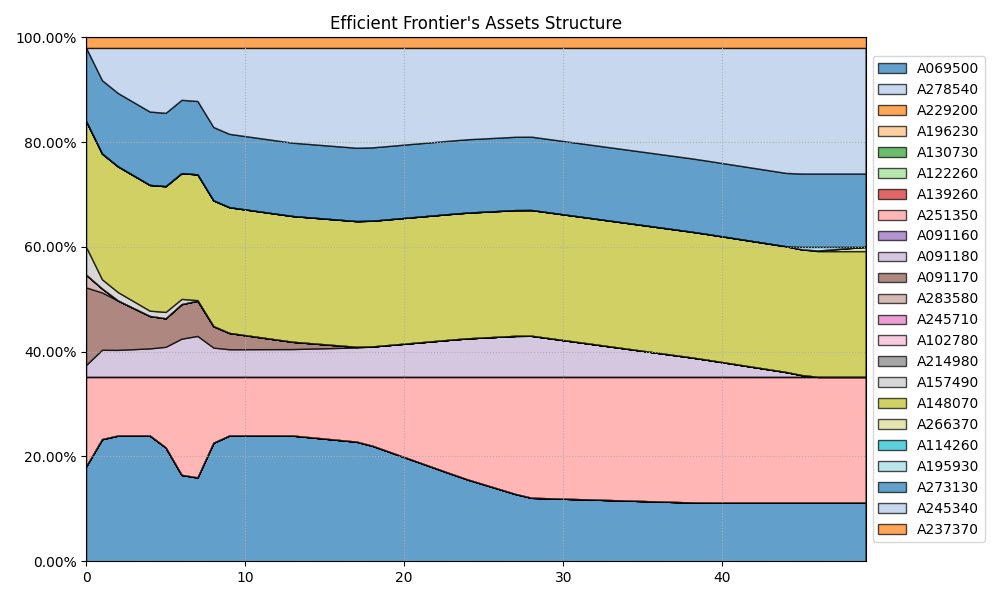 Efficient Frontier's Assets Structure
100.00%
80.00%
60.00%
40.00%
20.00%
0.00%
0
10
20
30
40
A069500
A278540
A229200
A196230
A130730
A122260
A139260
A251350
A091160
A091180
A091170
A283580
A245710
A102780
A214980
A157490
A148070
A266370
A114260
A195930
A273130
A245340
A237370